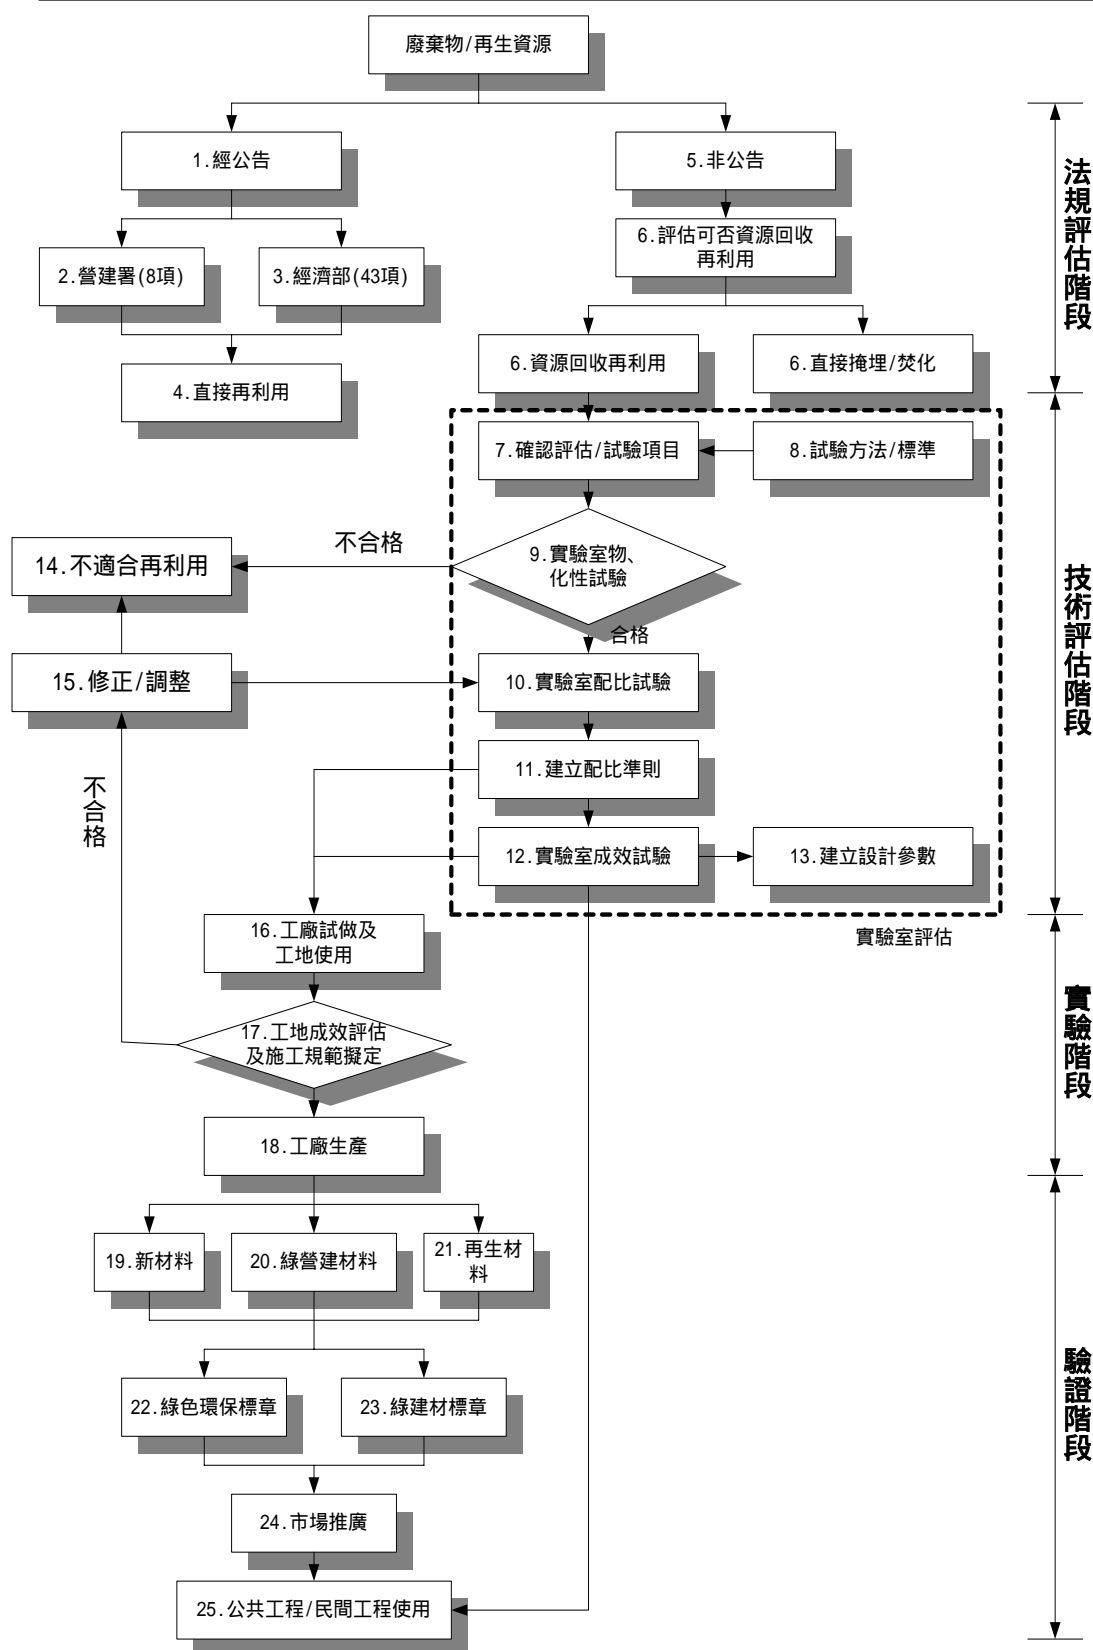 廢棄物/再生資源
1.經公告
5.非公告
6.評估可否資源回收
再利用
2.營建署(8項)
3.經濟部(43項)
4.直接再利用
6.資源回收再利用
6.直接掩埋/焚化
法規評估階段
7.確認評估/試驗項目
8.試驗方法/標準
9.實驗室物、
化性試驗
不合格
合格
14.不適合再利用
15.修正/調整
10.實驗室配比試驗
11.建立配比準則
12.實驗室成效試驗
13.建立設計參數
不合格
實驗室評估
技術評估階段
16.工廠試做及
工地使用
17.工地成效評估
及施工規範擬定
實驗階段
18.工廠生產
19.新材料
20.綠營建材料
21.再生材
料
22.綠色環保標章
23.綠建材標章
24.市場推廣
25.公共工程/民間工程使用
驗證階段